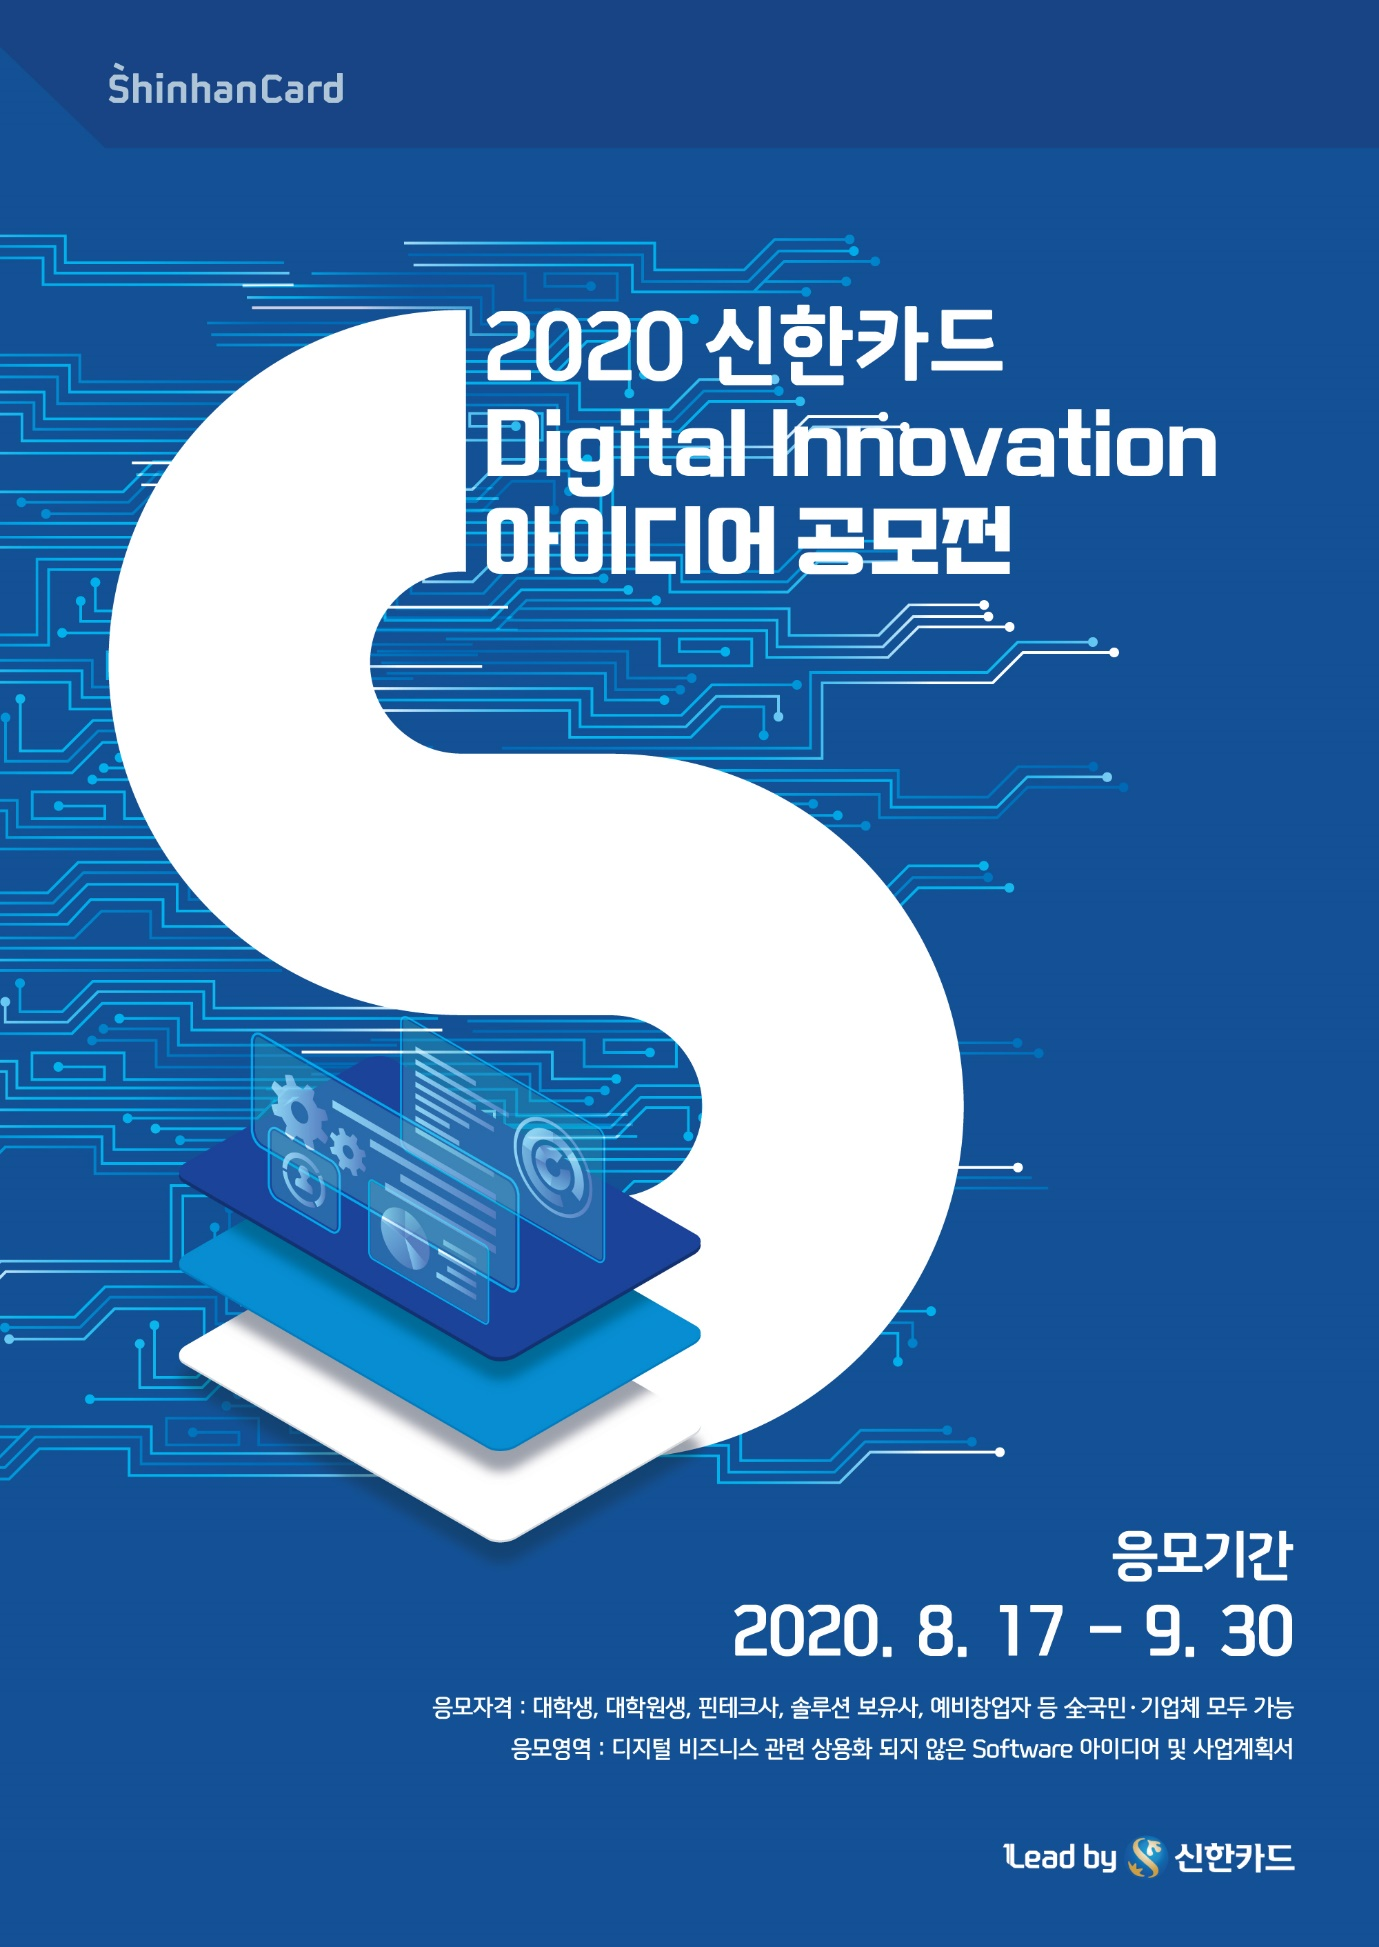 ShinhanCard
2020 신한카드
Digital Innovation
아이디어 공모전
응모기간
2020. 8. 17 - 9. 30
응모자격 : 대학생, 대학원생, 핀테크사, 솔루션 보유사, 예비창업자 등 全국민·기업체 모두 가능
응모영역 : 디지털 비즈니스 관련 상용화 되지 않은 Software 아이디어 및 사업계획서
1Lead by 신한카드